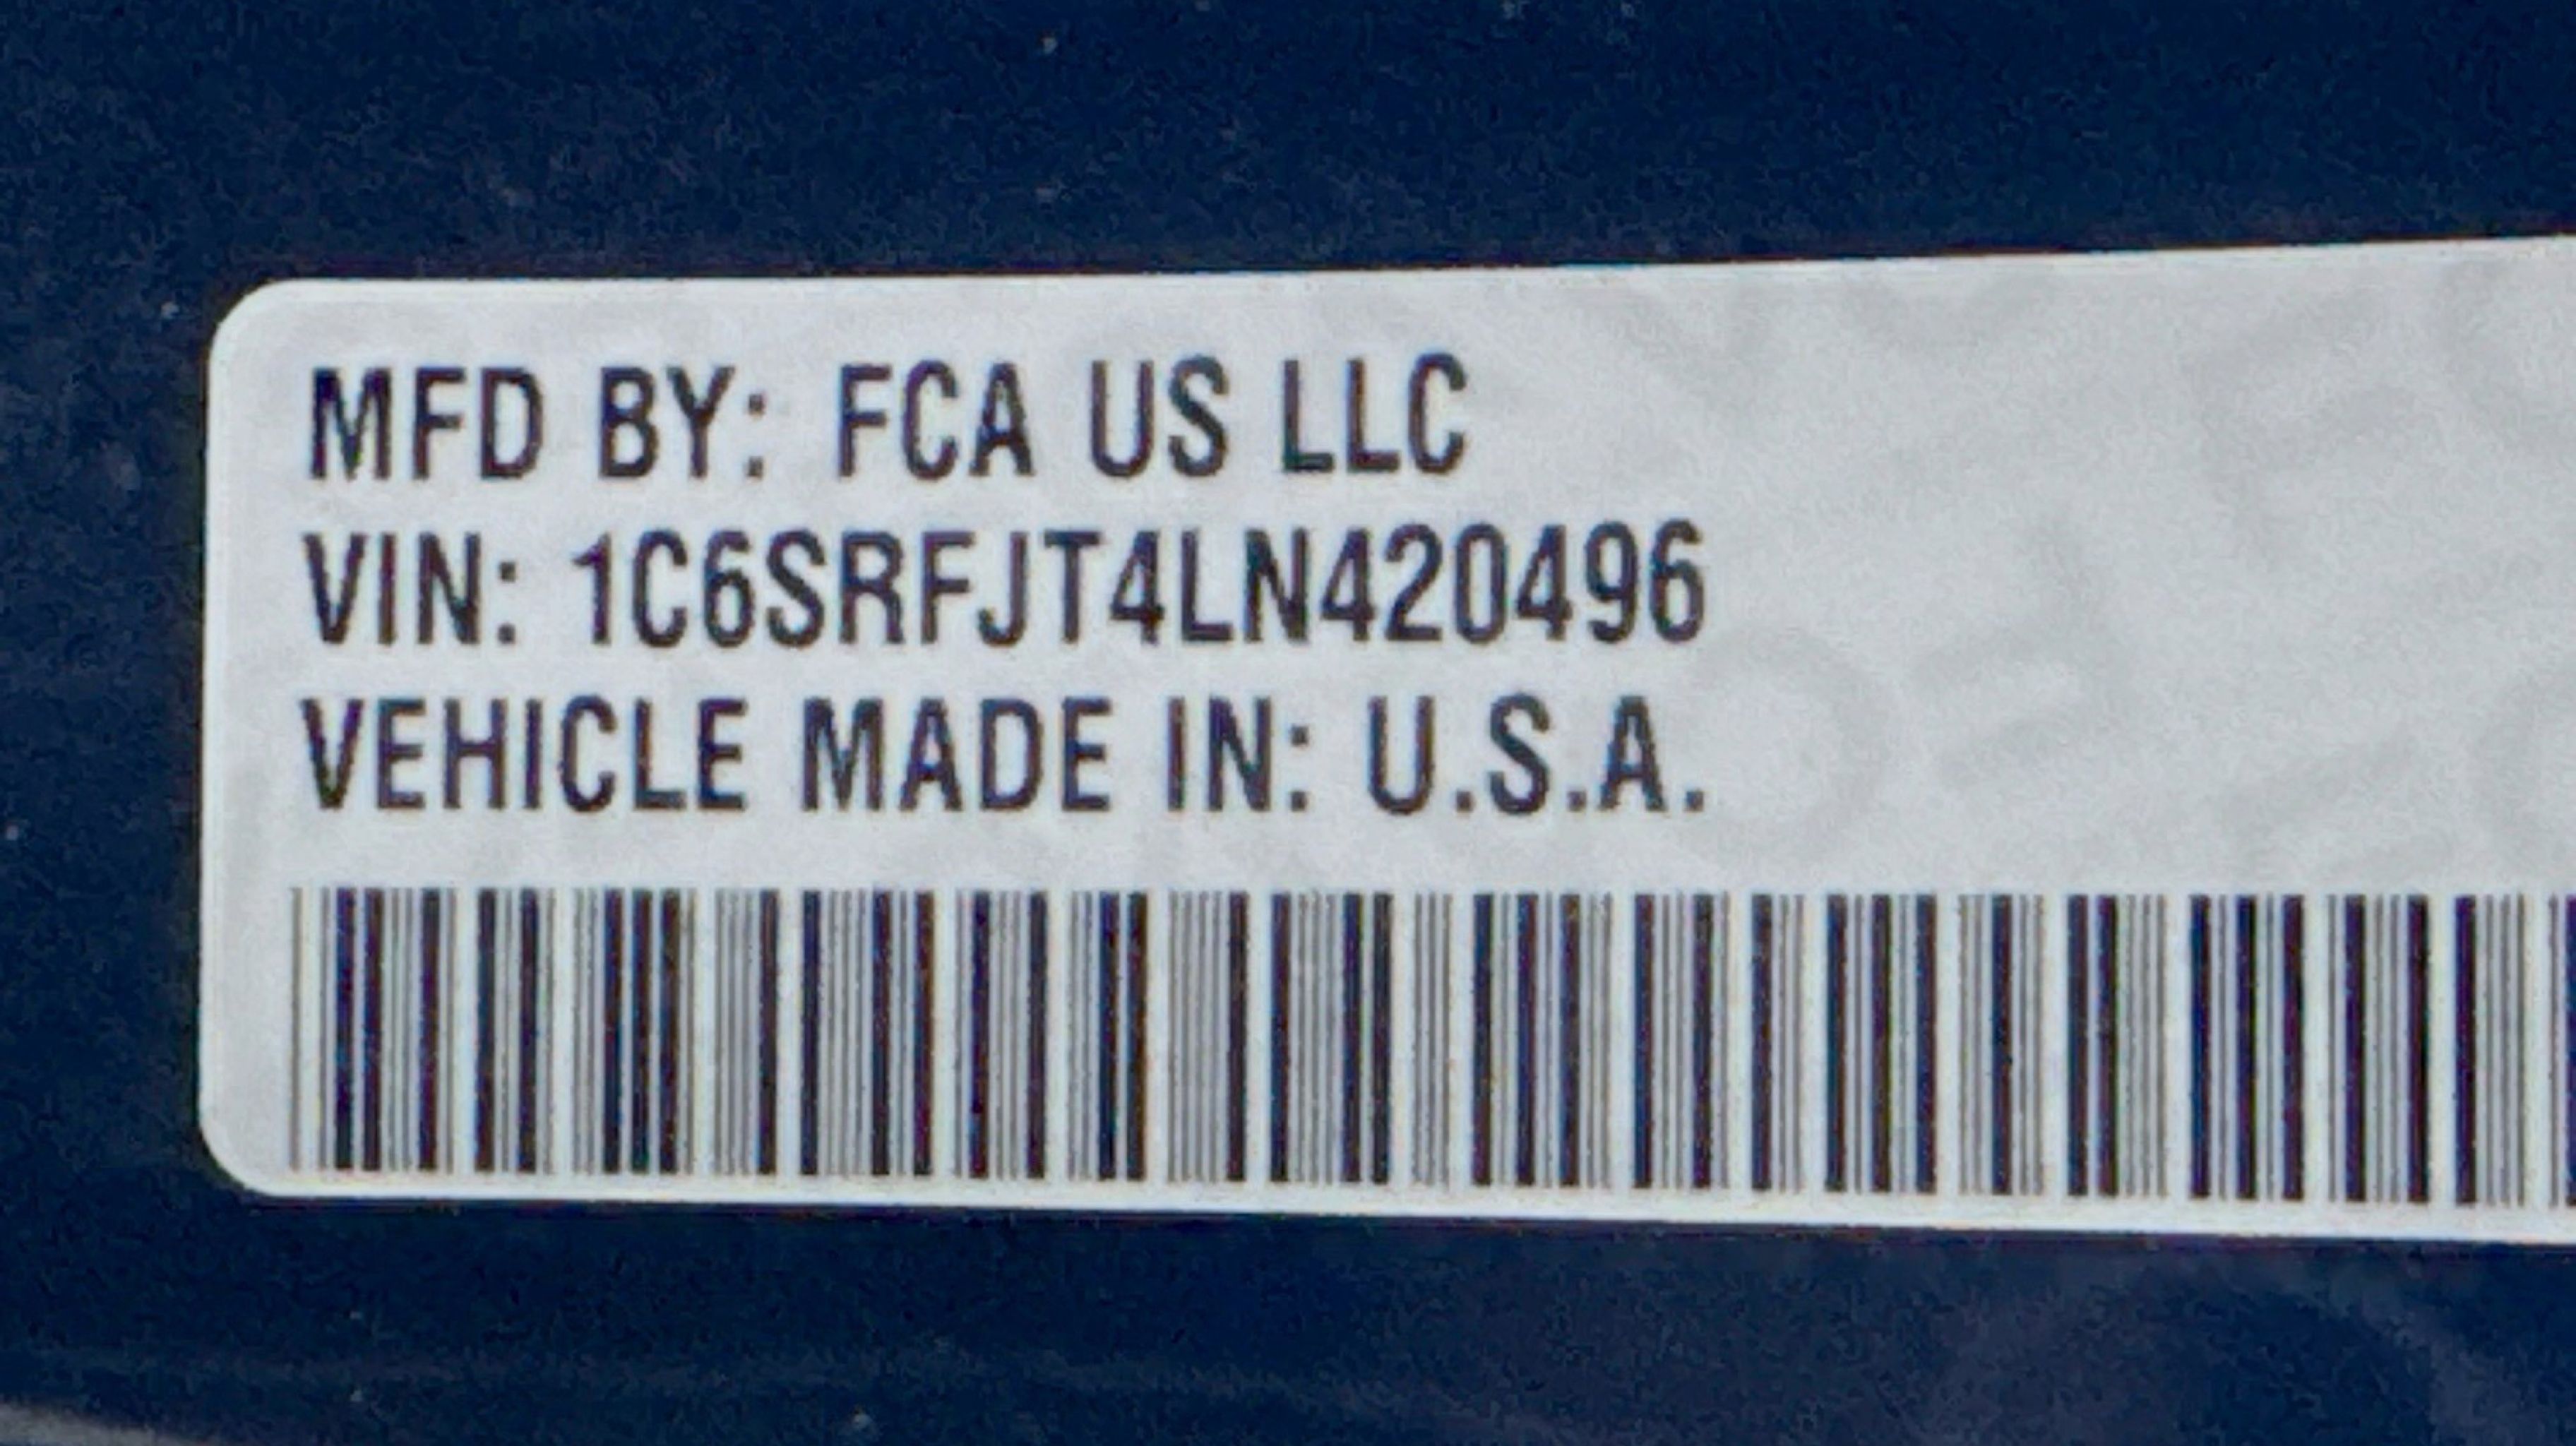 MFD BY: FCA US LLC
VIN: 1C6SRFJT4LN420496
VEHICLE MADE IN: U.S.A.